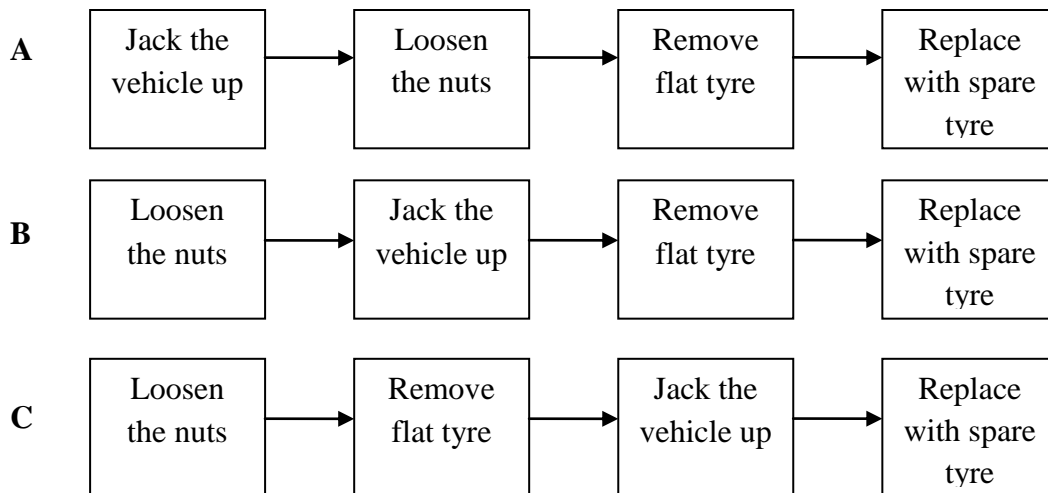 A
Jack the
vehicle up
Loosen
the nuts
Remove
flat tyre
Replace
with spare
tyre
B
Loosen
the nuts
Jack the
vehicle up
Remove
flat tyre
Replace
with spare
tyre
C
Loosen
the nuts
Remove
flat tyre
Jack the
vehicle up
Replace
with spare
tyre